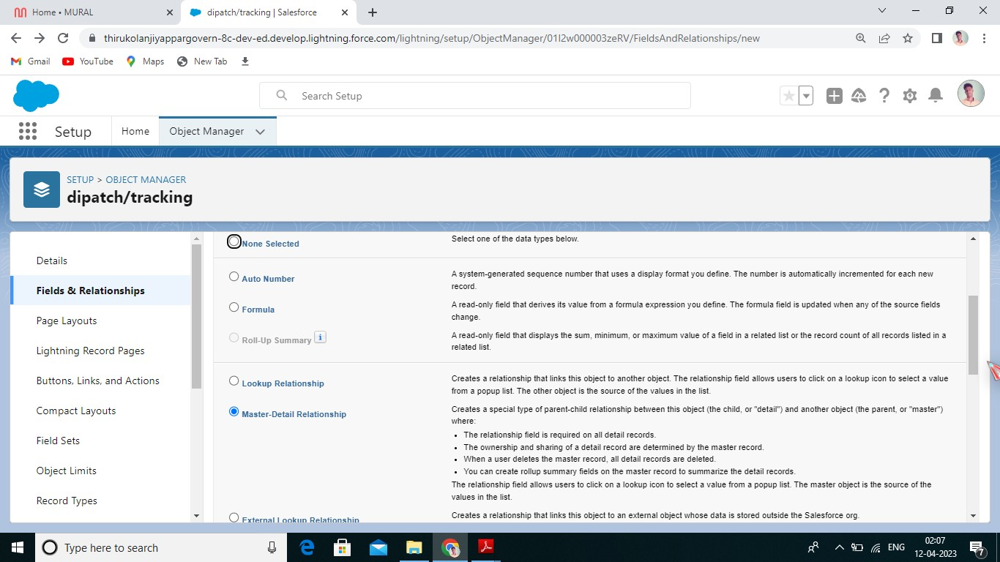 Home • MURAL
dipatch/tracking | Salesforce
thirukolanjiyappargovern-8c-dev-ed.develop.lightning.force.com/lightning/setup/ObjectManager/01I2w000003zeRV/FieldsAndRelationships/new
Gmail YouTube Maps New Tab
Search Setup
Setup Home Object Manager
SETUP > OBJECT MANAGER
dipatch/tracking
Details
Fields & Relationships
Page Layouts
Lightning Record Pages
Buttons, Links, and Actions
Compact Layouts
Field Sets
Object Limits
Record Types
None Selected
Select one of the data types below.
Auto Number
A system-generated sequence number that uses a display format you define. The number is automatically incremented for each new
record.
Formula
A read-only field that derives its value from a formula expression you define. The formula field is updated when any of the source fields
change.
Roll-Up Summary i
A read-only field that displays the sum, minimum, or maximum value of a field in a related list or the record count of all records listed in a
related list.
Lookup Relationship
Creates a relationship that links this object to another object. The relationship field allows users to click on a lookup icon to select a value
from a popup list. The other object is the source of the values in the list.
Master-Detail Relationship
Creates a special type of parent-child relationship between this object (the child, or "detail") and another object (the parent, or "master")
where:
• The relationship field is required on all detail records.
• The ownership and sharing of a detail record are determined by the master record.
• When a user deletes the master record, all detail records are deleted.
• You can create rollup summary fields on the master record to summarize the detail records.
The relationship field allows users to click on a lookup icon to select a value from a popup list. The master object is the source of the
values in the list.
External Lookup Relationship
Creates a relationship that links this object to an external object whose data is stored outside the Salesforce org.
Type here to search
ENG
02:07
12-04-2023
7